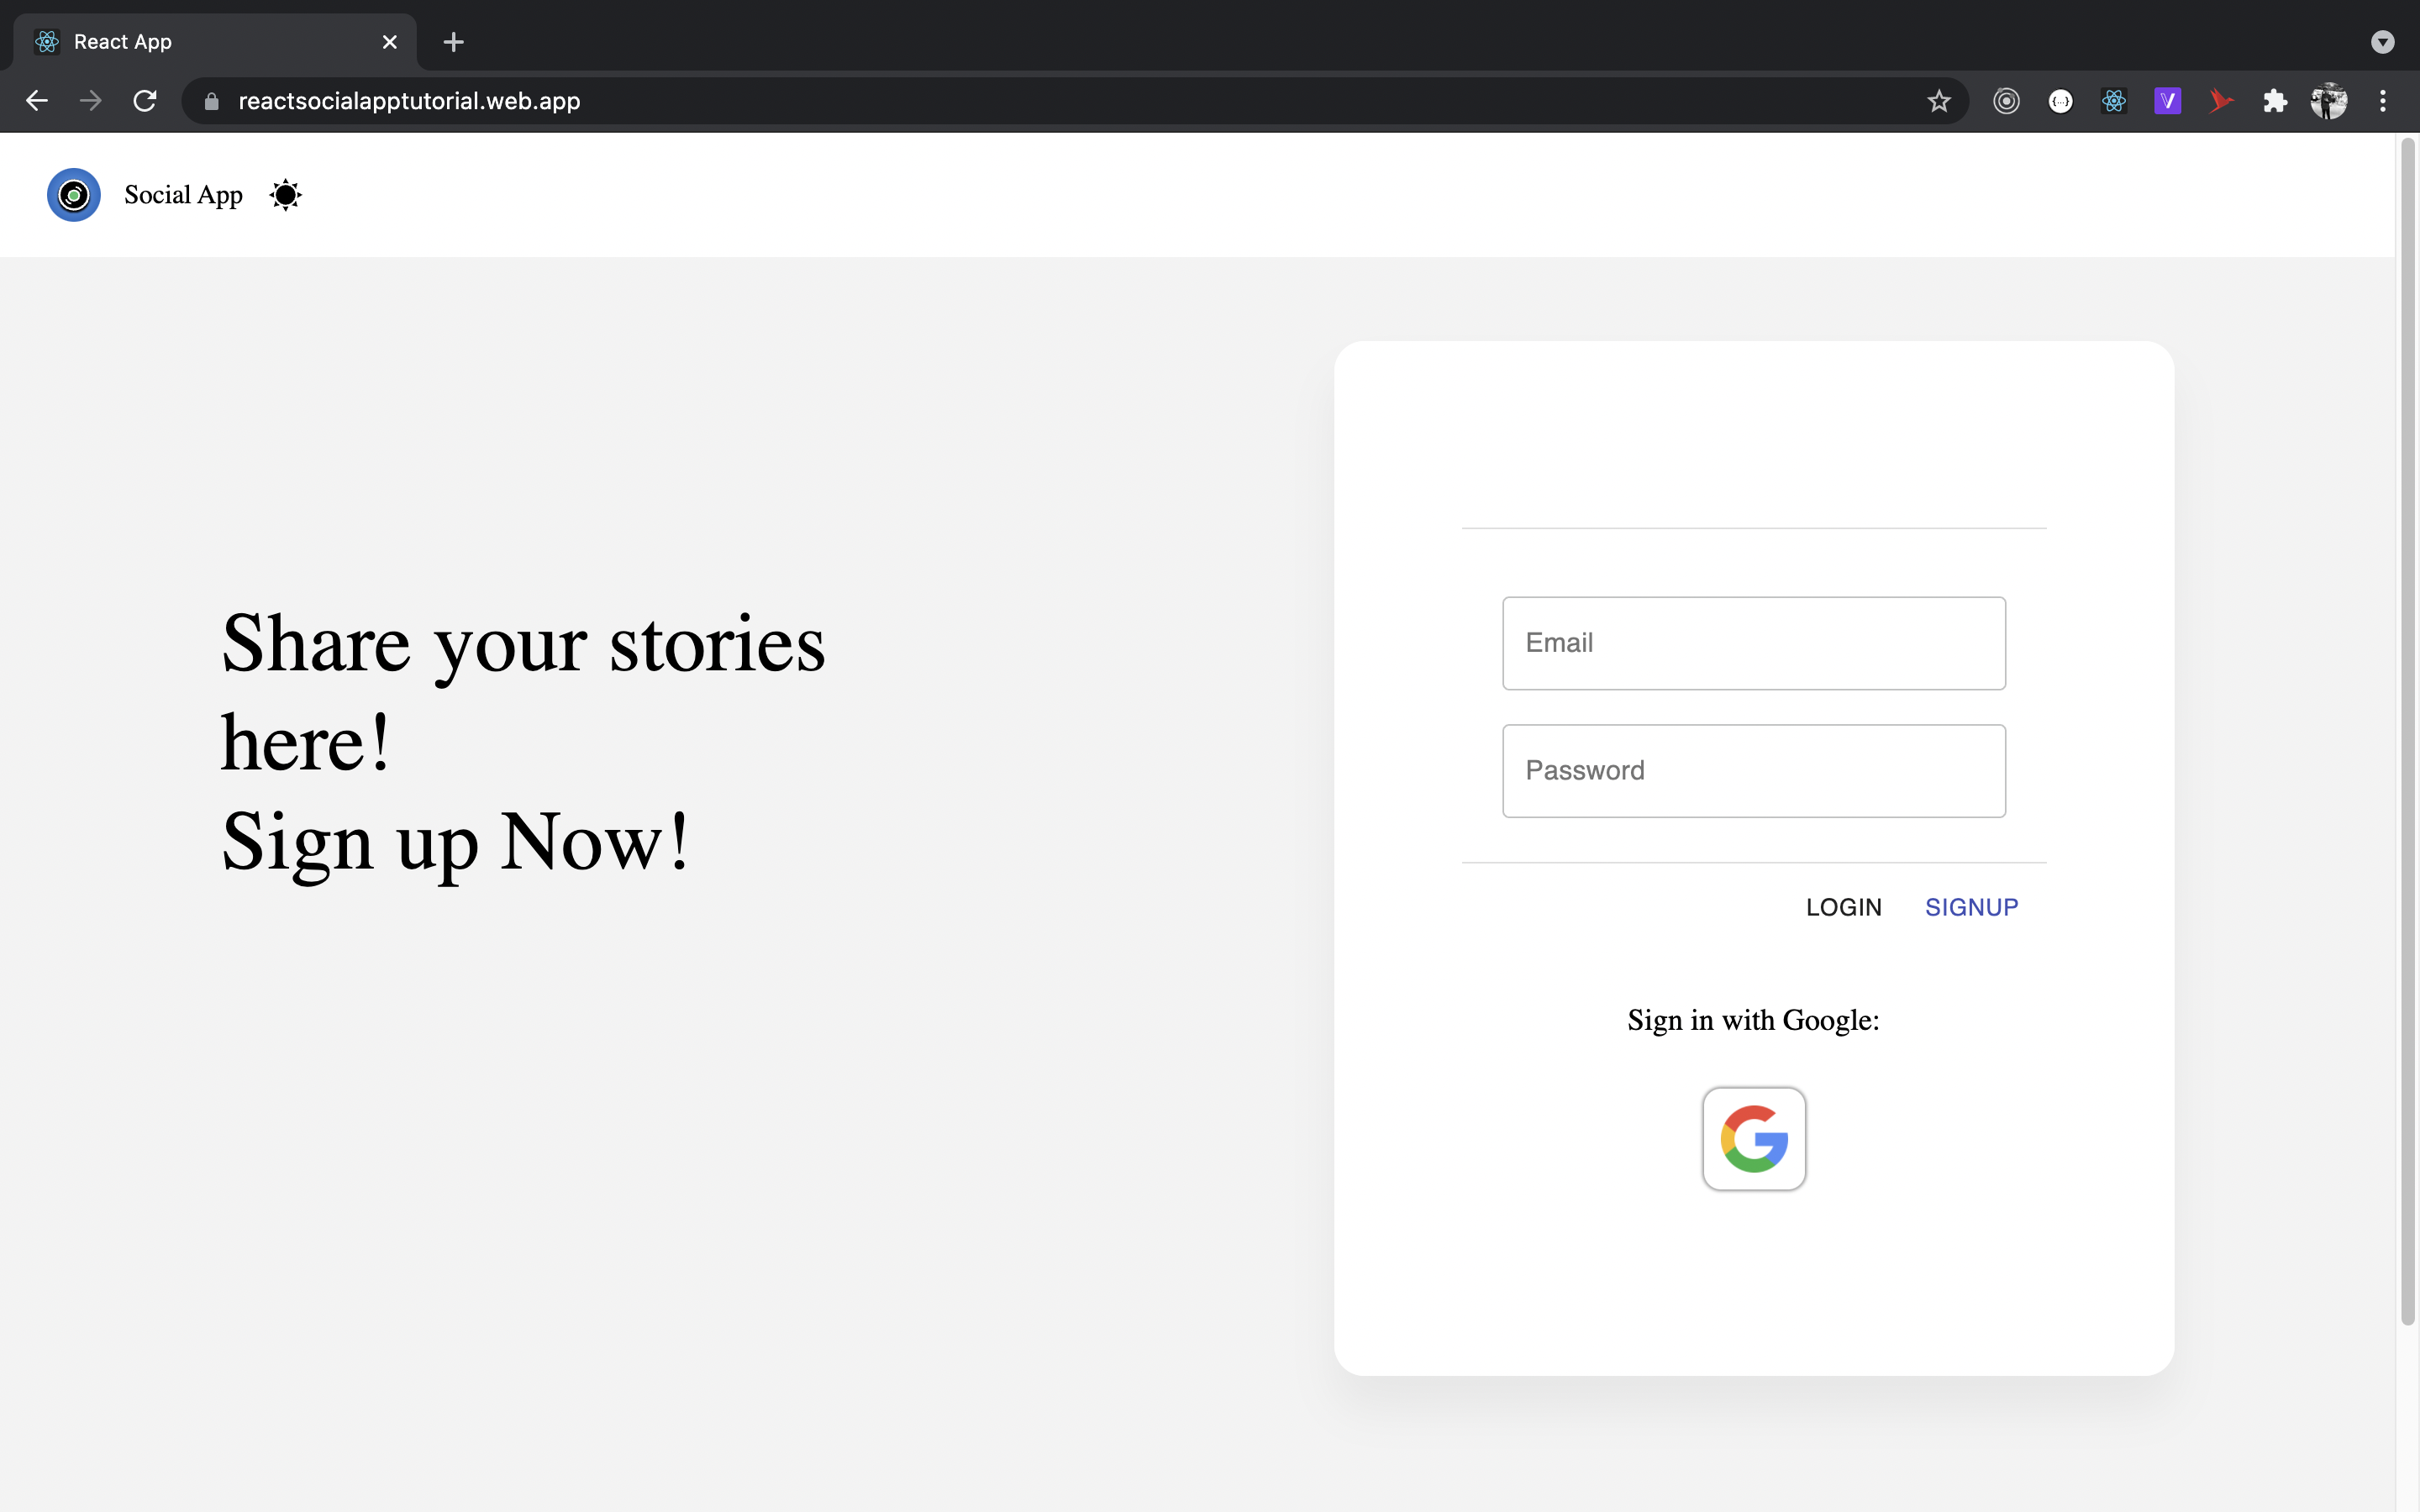 React App
reactsocialapptutorial.web.app
Social App
Share your stories
here!
Sign up Now!
Email
Password
LOGIN SIGNUP
Sign in with Google: